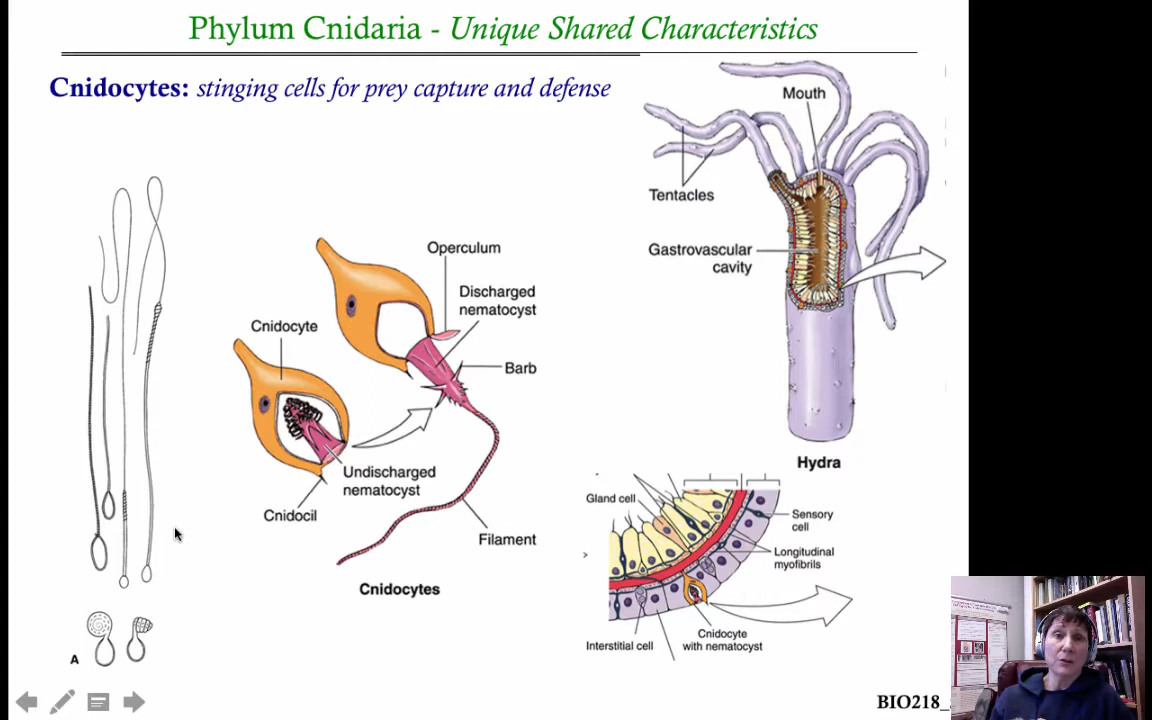 Phylum Cnidaria - Unique Shared Characteristics
Cnidocytes: stinging cells for prey capture and defense
Mouth
Tentacles
Gastrovascular
cavity
Hydra
Operculum
Discharged
nematocyst
Cnidocyte
Barb
Undischarged
nematocyst
Cnidocil
Filament
Cnidocytes
Gland cell
Sensory
cell
Longitudinal
myofibrils
Interstitial cell
Cnidocyte
with nematocyst
A
BIO218_